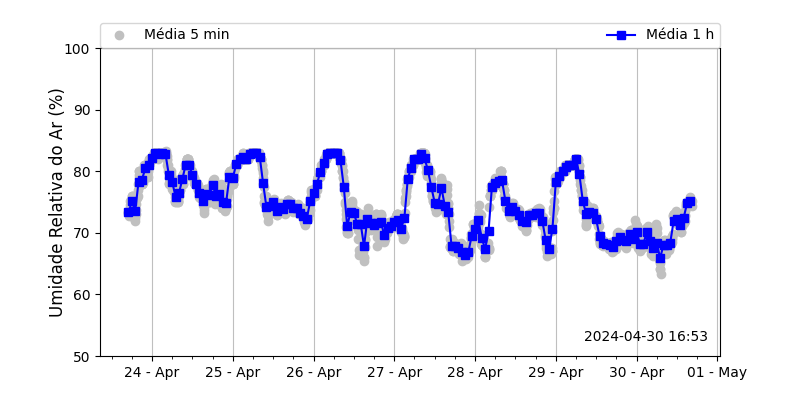 Média 5 min
Média 1 h
Umidade Relativa do Ar (%)
100
90
80
70
60
50
2024-04-30 16:53
24 - Apr
25 - Apr
26 - Apr
27 - Apr
28 - Apr
29 - Apr
30 - Apr
01 - May